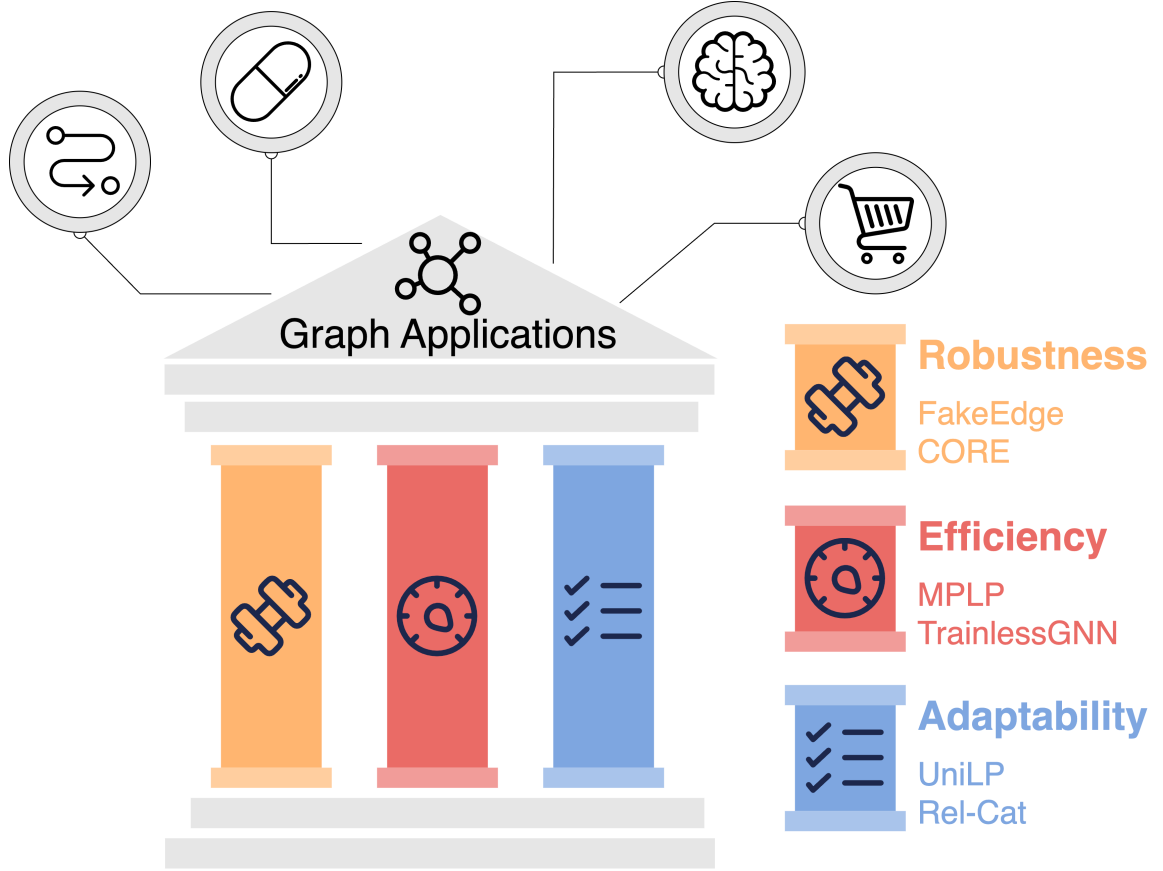 Graph Applications
Robustness
FakeEdge
CORE
Efficiency
MPLP
TrainlessGNN
Adaptability
UniLP
Rel-Cat